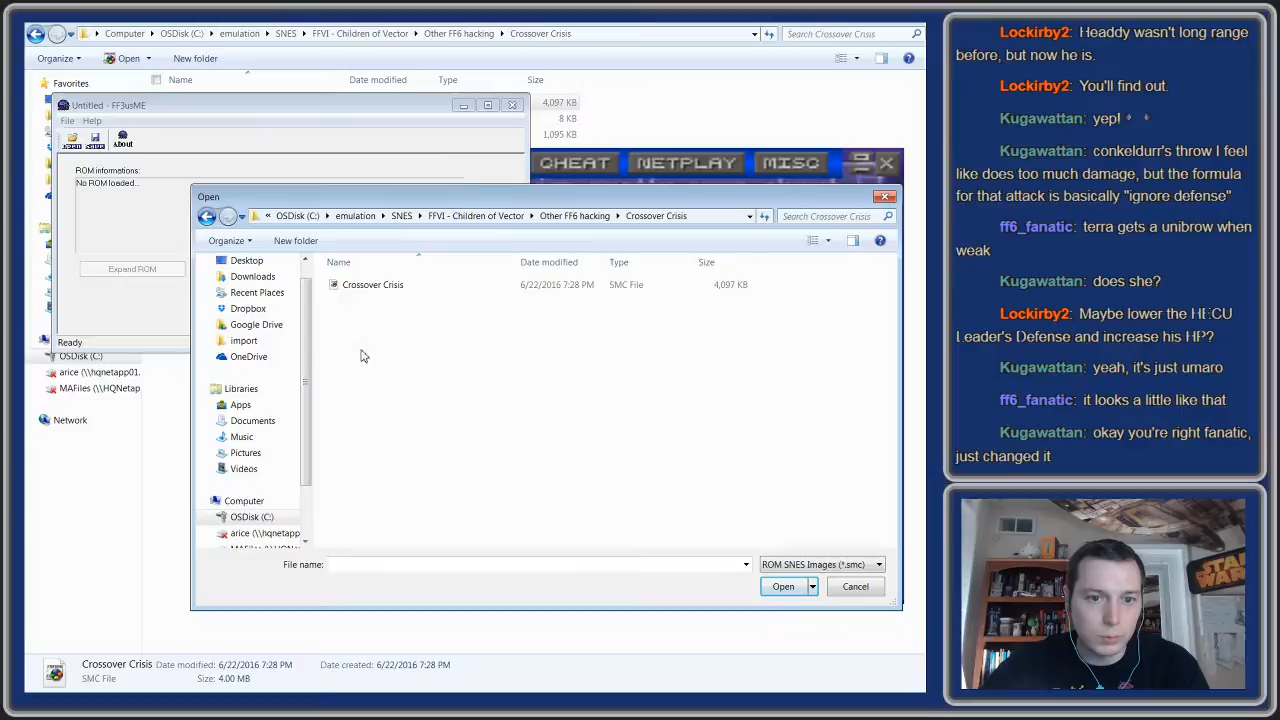 Computer ▸ OSDisk (C:) ▸ emulation ▸ SNES ▸ FFVI - Children of Vector ▸ Other FF6 hacking ▸ Crossover Crisis
Search Crossover Crisis
Organize Open New folder
Favorites
Name Date modified Type Size
4,097 KB
8 KB
1,095 KB
Untitled - FF3usME
File Help
Open Save About
ROM informations:
No ROM loaded...
Expand ROM
Ready
CHEAT NETPLAY MISC
OSDisk (C:)
arice (\\hqnetapp01.
MAFiles (\\HQNetap
Network
Open
« OSDisk (C:) ▸ emulation ▸ SNES ▸ FFVI - Children of Vector ▸ Other FF6 hacking ▸ Crossover Crisis
Search Crossover Crisis
Organize New folder
Desktop
Downloads
Recent Places
Dropbox
Google Drive
import
OneDrive
Libraries
Apps
Documents
Music
Pictures
Videos
Computer
OSDisk (C:)
arice (\\hqnetapp
Name Date modified Type Size
Crossover Crisis 6/22/2016 7:28 PM SMC File 4,097 KB
File name:
ROM SNES Images (*.smc)
Open Cancel
Crossover Crisis Date modified: 6/22/2016 7:28 PM Date created: 6/22/2016 7:28 PM
SMC File Size: 4.00 MB
Lockirby2: Headdy wasn't long range
before, but now he is.
Lockirby2: You'll find out.
Kugawattan: yep!
Kugawattan: conkeldurr's throw I feel
like does too much damage, but the formula
for that attack is basically "ignore defense"
ff6_fanatic: terra gets a unibrow when
weak
Kugawattan: does she?
Lockirby2: Maybe lower the HECU
Leader's Defense and increase his HP?
Kugawattan: yeah, it's just umaro
ff6_fanatic: it looks a little like that
Kugawattan: okay you're right fanatic,
just changed it
STAR
WARS